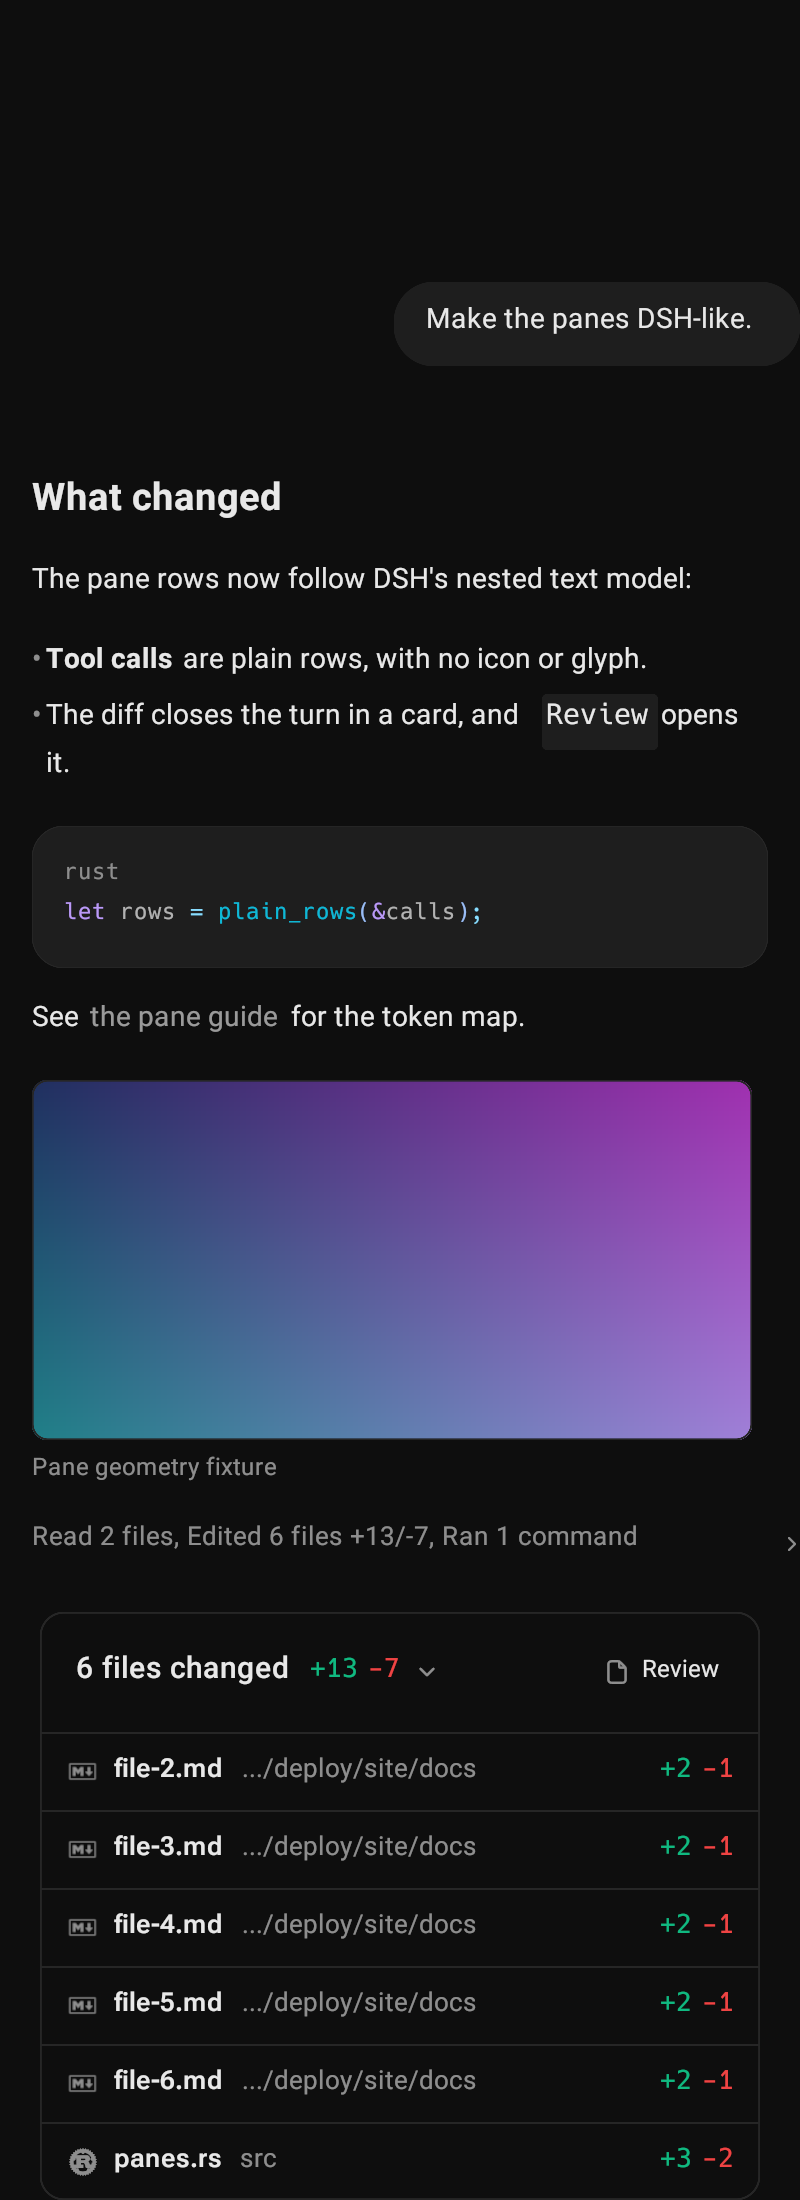 Make the panes DSH-like.
What changed
The pane rows now follow DSH's nested text model:
• Tool calls are plain rows, with no icon or glyph.
• The diff closes the turn in a card, and Review opens
it.
rust
let rows = plain_rows(&calls);
See the pane guide for the token map.
Pane geometry fixture
Read 2 files, Edited 6 files +13/-7, Ran 1 command
6 files changed +13 -7 Review
M↓ file-2.md .../deploy/site/docs +2 -1
M↓ file-3.md .../deploy/site/docs +2 -1
M↓ file-4.md .../deploy/site/docs +2 -1
M↓ file-5.md .../deploy/site/docs +2 -1
M↓ file-6.md .../deploy/site/docs +2 -1
R panes.rs src +3 -2